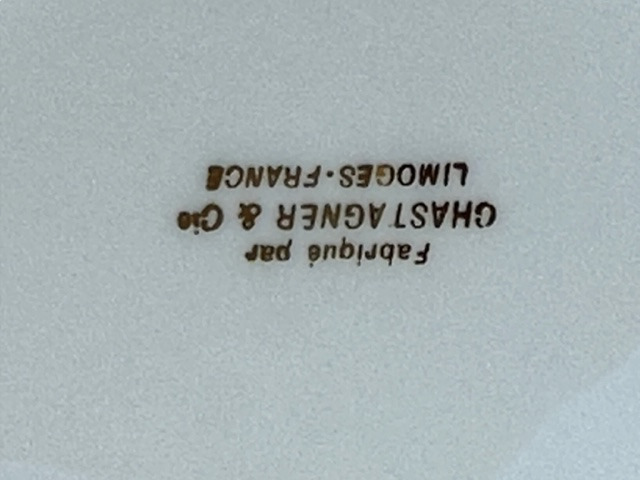 Fabriqué par
CHASTAGNER & Cie
LIMOGES·FRANCE